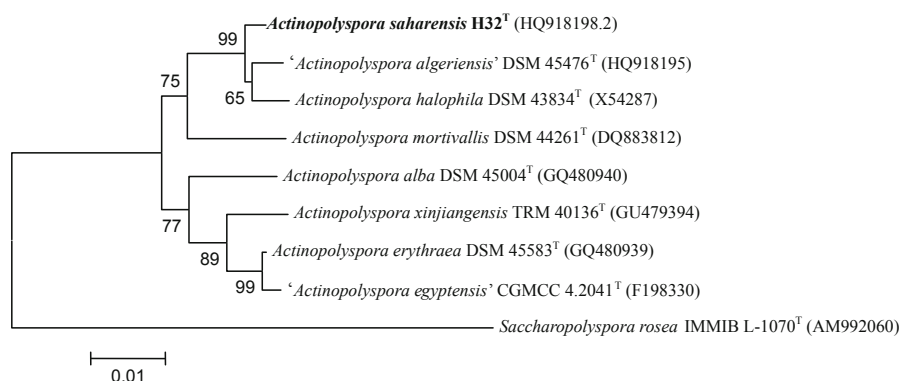 Actinopolyspora saharensis H32ᵀ (HQ918198.2)
99
'Actinopolyspora algeriensis' DSM 45476ᵀ (HQ918195)
75
65
Actinopolyspora halophila DSM 43834ᵀ (X54287)
Actinopolyspora mortivallis DSM 44261ᵀ (DQ883812)
Actinopolyspora alba DSM 45004ᵀ (GQ480940)
77
Actinopolyspora xinjiangensis TRM 40136ᵀ (GU479394)
89
Actinopolyspora erythraea DSM 45583ᵀ (GQ480939)
99
'Actinopolyspora egyptensis' CGMCC 4.2041ᵀ (F198330)
Saccharopolyspora rosea IMMIB L-1070ᵀ (AM992060)
0.01